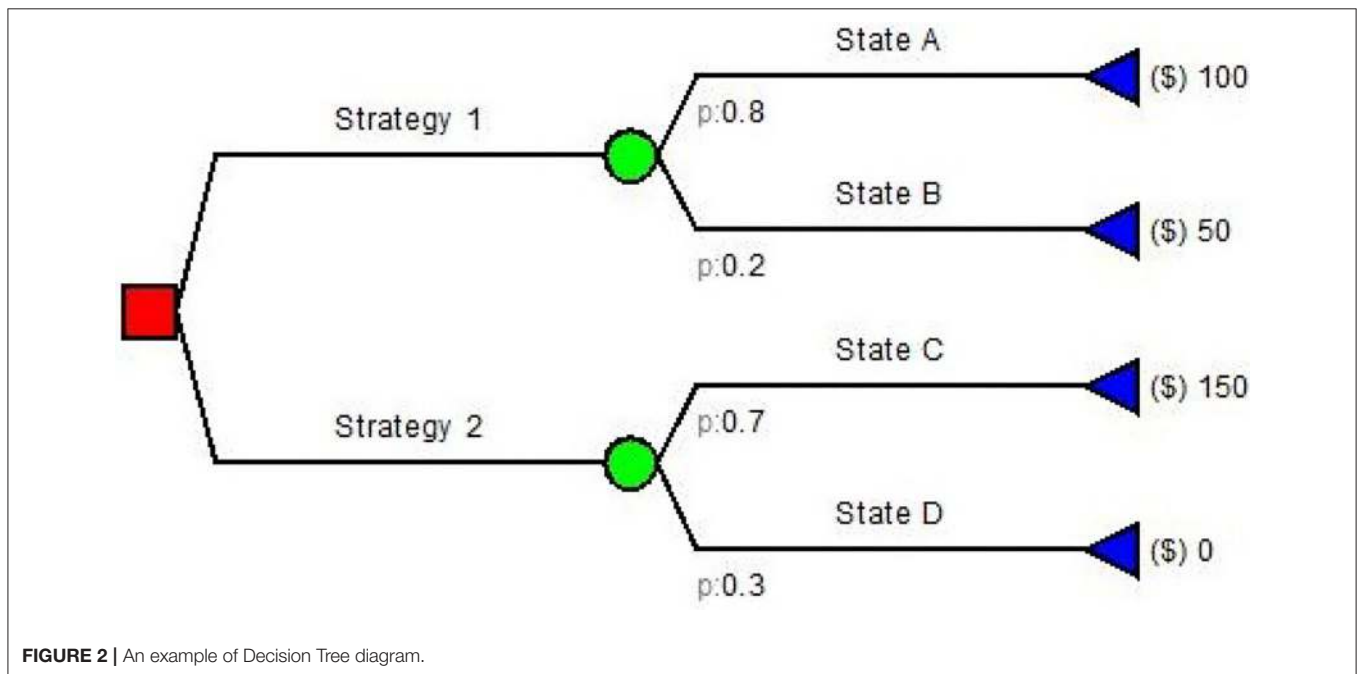 State A
($) 100
Strategy 1
p:0.8
State B
($) 50
p:0.2
State C
($) 150
Strategy 2
p:0.7
State D
($) 0
p:0.3
FIGURE 2 | An example of Decision Tree diagram.